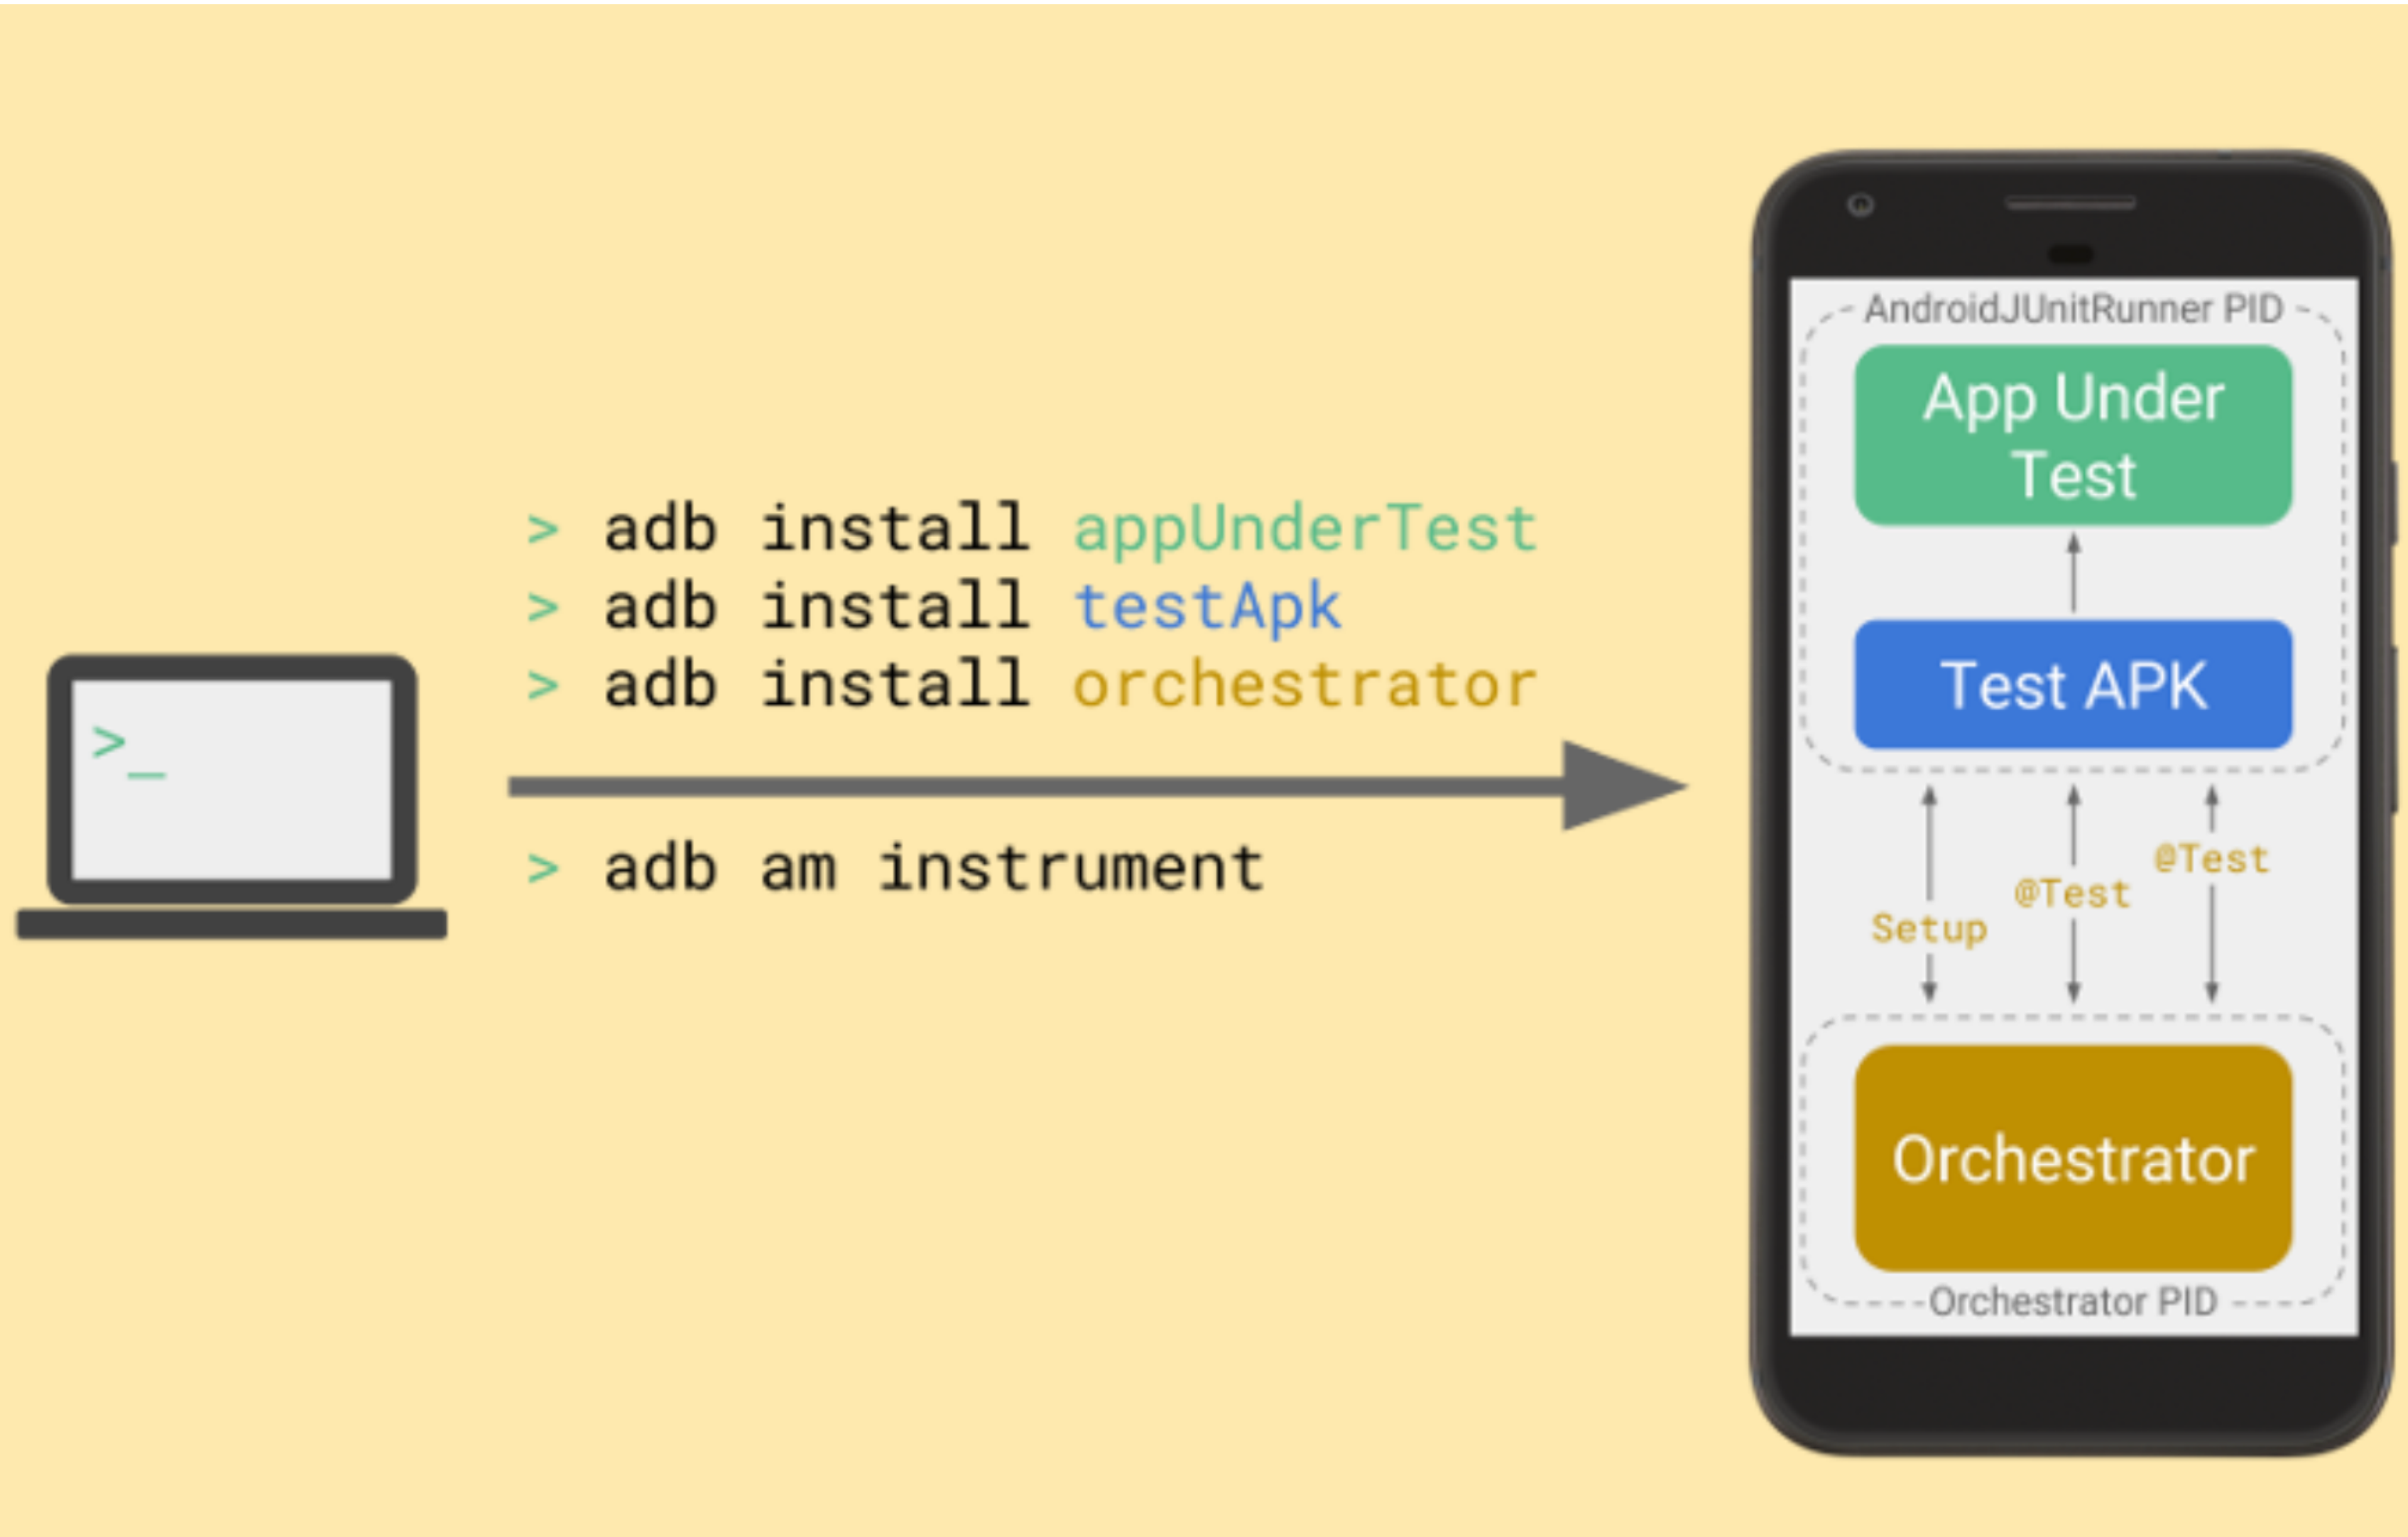 > adb install appUnderTest
> adb install testApk
> adb install orchestrator
> adb am instrument
>_
AndroidJUnitRunner PID
App Under
Test
Test APK
@Test
@Test
Setup
Orchestrator
Orchestrator PID